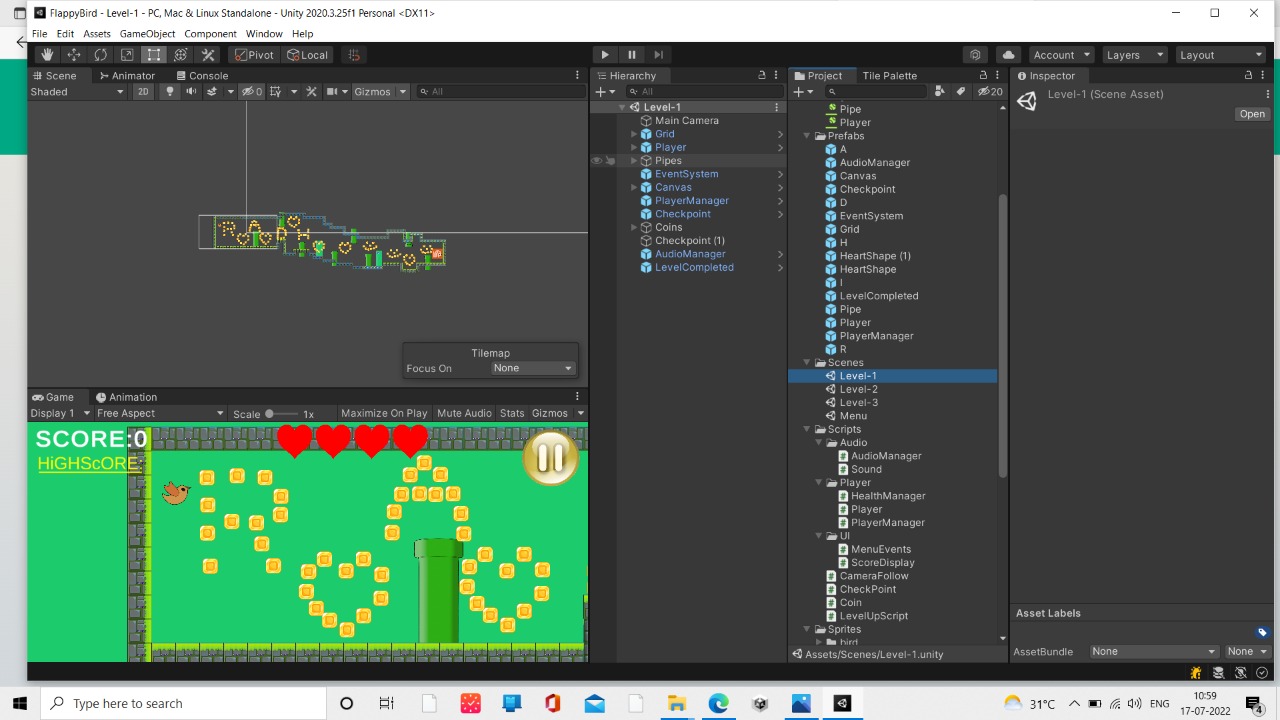 FlappyBird - Level-1 - PC, Mac & Linux Standalone - Unity 2020.3.25f1 Personal <DX11>
File Edit Assets GameObject Component Window Help
Pivot Local Account Layers Layout
Scene Animator Console
Shaded 2D 0 Gizmos All
Tilemap
Focus On None
Game Animation
Display 1 Free Aspect Scale 1x Maximize On Play Mute Audio Stats Gizmos
SCORE:0
HiGHScORE
Hierarchy
All
Level-1
Main Camera
Grid
Player
Pipes
EventSystem
Canvas
PlayerManager
Checkpoint
Coins
Checkpoint (1)
AudioManager
LevelCompleted
Project Tile Palette
20
Pipe
Player
Prefabs
A
AudioManager
Canvas
Checkpoint
D
EventSystem
Grid
H
HeartShape (1)
HeartShape
I
LevelCompleted
Pipe
Player
PlayerManager
R
Scenes
Level-1
Level-2
Level-3
Menu
Scripts
Audio
AudioManager
Sound
Player
HealthManager
Player
PlayerManager
UI
MenuEvents
ScoreDisplay
CameraFollow
CheckPoint
Coin
LevelUpScript
Sprites
bird
Assets/Scenes/Level-1.unity
Inspector
Level-1 (Scene Asset)
Open
Asset Labels
AssetBundle None None
Type here to search
31°C ENG 10:59
17-07-2022
4